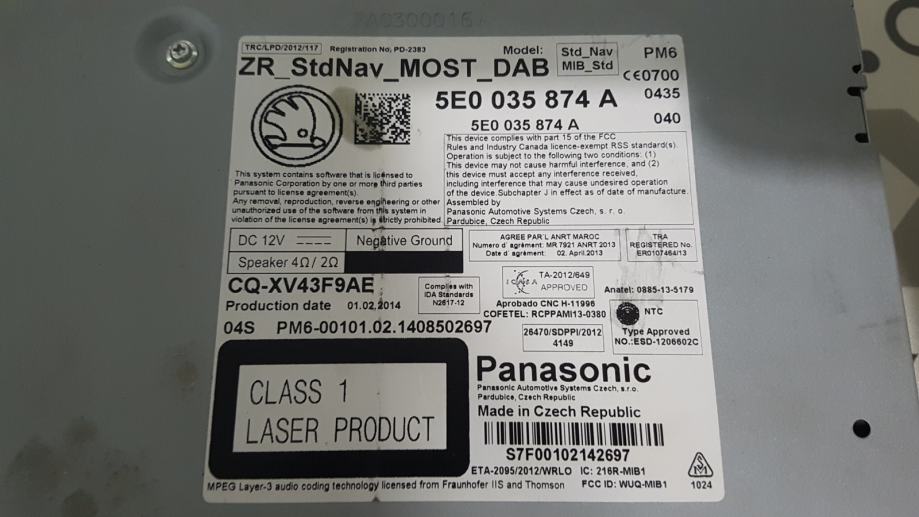 7A0300016A
TRC/LPD/2012/117 Registration No, PD-2383 Model: Std_Nav MIB_Std PM6
ZR_StdNav_MOST_DAB CE0700
5E0 035 874 A 0435
5E0 035 874 A 040
This device complies with part 15 of the FCC
Rules and Industry Canada licence-exempt RSS standard(s).
Operation is subject to the following two conditions: (1)
This device may not cause harmful interference, and (2)
this device must accept any interference received,
including interference that may cause undesired operation
of the device. Subchapter J in effect as of date of manufacture.
Assembled by
Panasonic Automotive Systems Czech, s. r. o.
Pardubice, Czech Republic
This system contains software that is licensed to
Panasonic Corporation by one or more third parties
pursuant to license agreement(s).
Any removal, reproduction, reverse engineering or other
unauthorized use of the software from this system in
violation of the license agreement(s) is strictly prohibited.
DC 12V Negative Ground
Speaker 4Ω/ 2Ω
AGREE PAR'L ANRT MAROC
Numero d' agrément: MR 7921 ANRT 2013
Date d' agrément: 02. April.2013
TRA
REGISTERED No.
ER0107464/13
CQ-XV43F9AE
Production date 01.02.2014
Complies with
IDA Standards
N2617-12
ICASA TA-2012/649
APPROVED
Anatel: 0885-13-5179
Aprobado CNC H-11996
COFETEL: RCPPAMI13-0380
NTC
Type Approved
NO.:ESD-1206602C
04S PM6-00101.02.1408502697
26470/SDPPI/2012
4149
CLASS 1
LASER PRODUCT
Panasonic
Panasonic Automotive Systems Czech, s.r.o.
Pardubice, Czech Republic
Made in Czech Republic
S7F00102142697
ETA-2095/2012/WRLO IC: 216R-MIB1
MPEG Layer-3 audio coding technology licensed from Fraunhofer IIS and Thomson FCC ID: WUQ-MIB1 1024